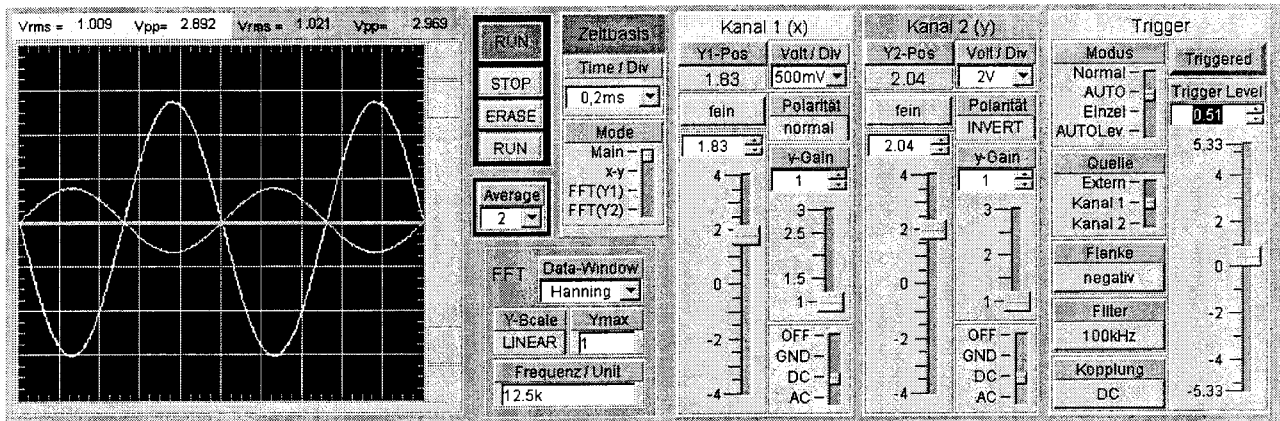 Vrms = 1.009 Vpp= 2.892 Vrms = 1.021 Vpp= 2.969
RUN
STOP
ERASE
RUN
Average
2
Zeitbasis
Time / Div
0,2ms
Mode
Main
x-y
FFT(Y1)
FFT(Y2)
FFT
Data-Window
Hanning
Y-Scale Ymax
LINEAR 1
Frequenz / Unit
12.5k
Kanal 1 (x)
Y1-Pos Volt / Div
1.83 500mV
fein Polarität
normal
1.83
y-Gain
1
4
2
0
-2
-4
3
2.5
1.5
1
OFF
GND
DC
AC
Kanal 2 (y)
Y2-Pos Volt / Div
2.04 2V
fein Polarität
INVERT
2.04
y-Gain
1
4
2
0
-2
-4
3
2
1
OFF
GND
DC
AC
Trigger
Modus
Normal
AUTO
Einzel
AUTOLev
Quelle
Extern
Kanal 1
Kanal 2
Flanke
negativ
Filter
100kHz
Kopplung
DC
Triggered
Trigger Level
0.51
5.33
4
2
0
-2
-4
-5.33